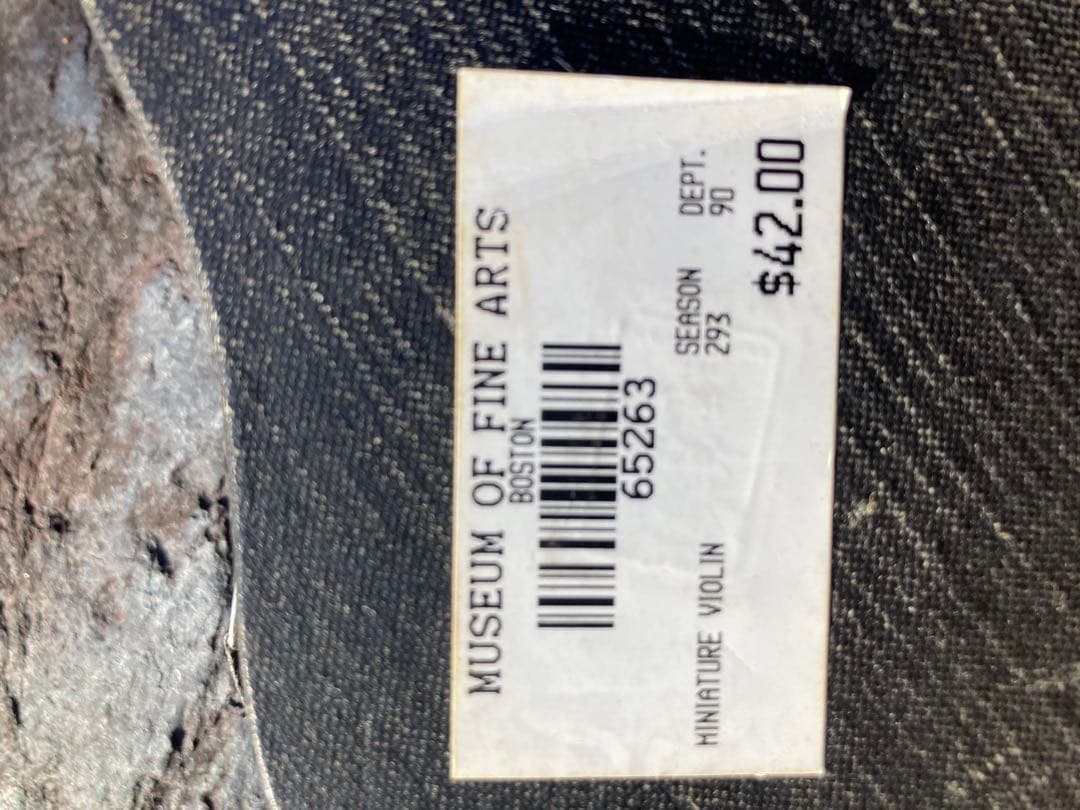 MUSEUM OF FINE ARTS
BOSTON
65263
MINIATURE VIOLIN
SEASON DEPT.
293 90
$42.00